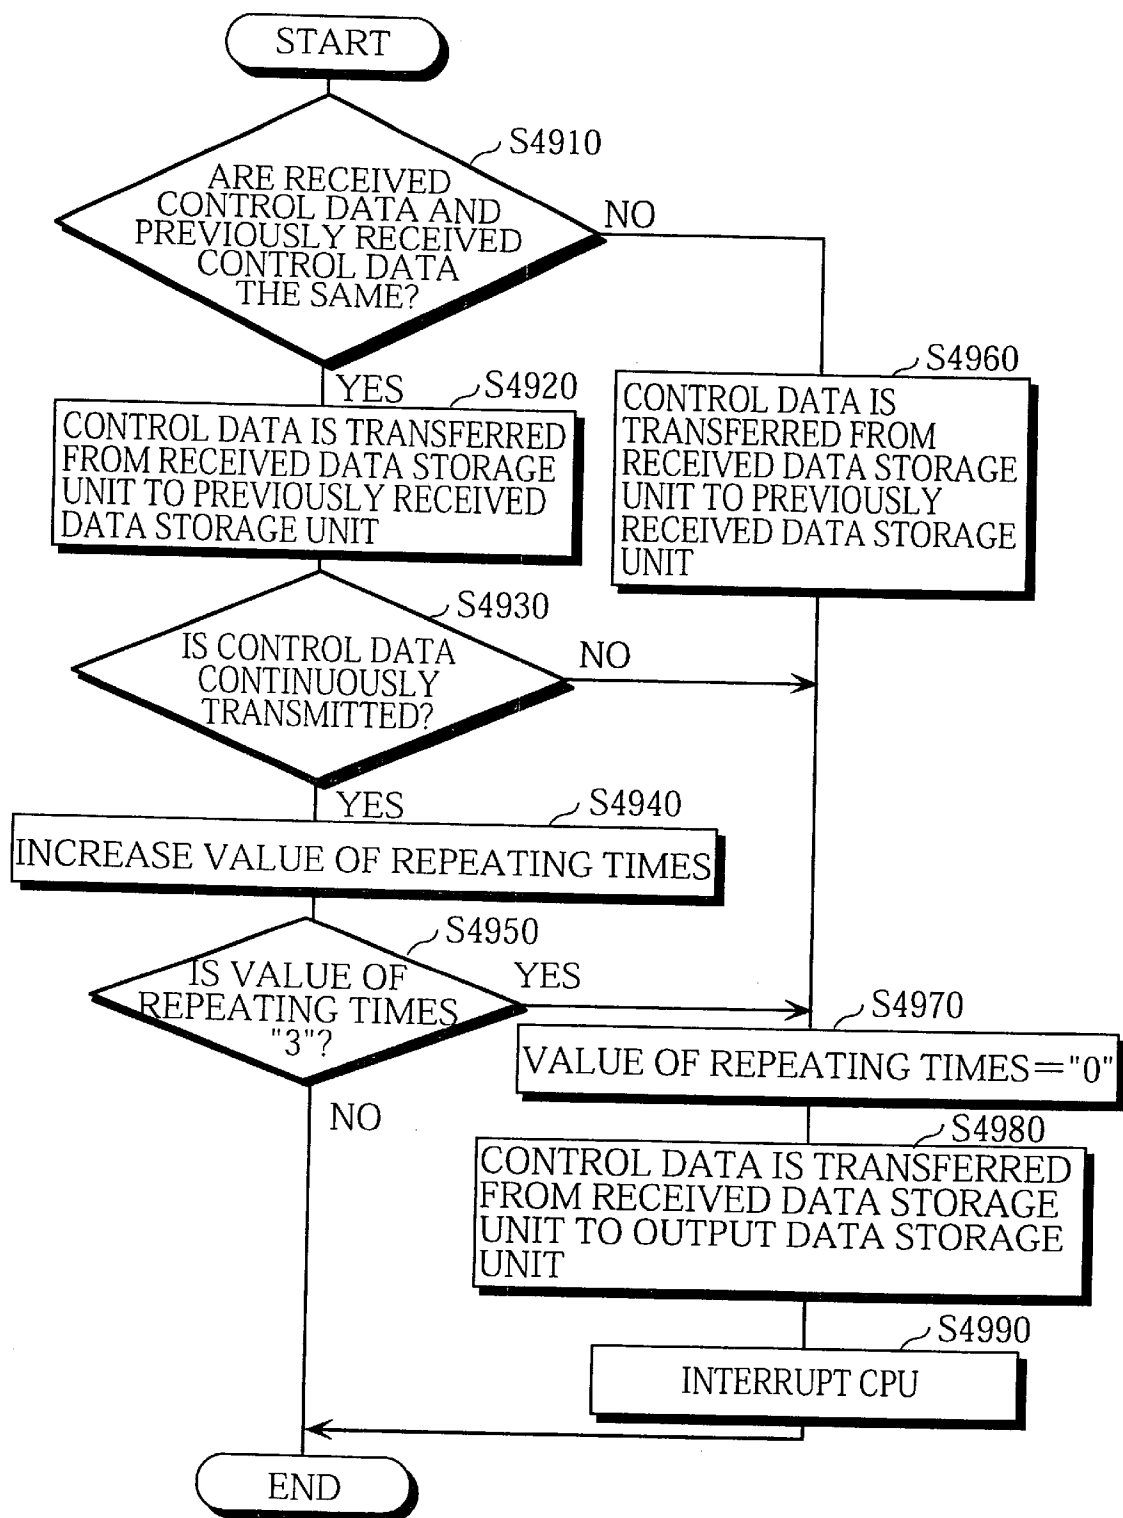 START
S4910
ARE RECEIVED
CONTROL DATA AND
PREVIOUSLY RECEIVED
CONTROL DATA
THE SAME?
NO
YES
S4920
CONTROL DATA IS TRANSFERRED
FROM RECEIVED DATA STORAGE
UNIT TO PREVIOUSLY RECEIVED
DATA STORAGE UNIT
S4960
CONTROL DATA IS
TRANSFERRED FROM
RECEIVED DATA STORAGE
UNIT TO PREVIOUSLY
RECEIVED DATA STORAGE
UNIT
S4930
IS CONTROL DATA
CONTINUOUSLY
TRANSMITTED?
NO
YES
S4940
INCREASE VALUE OF REPEATING TIMES
S4950
IS VALUE OF
REPEATING TIMES
"3"?
YES
NO
S4970
VALUE OF REPEATING TIMES="0"
S4980
CONTROL DATA IS TRANSFERRED
FROM RECEIVED DATA STORAGE
UNIT TO OUTPUT DATA STORAGE
UNIT
S4990
INTERRUPT CPU
END